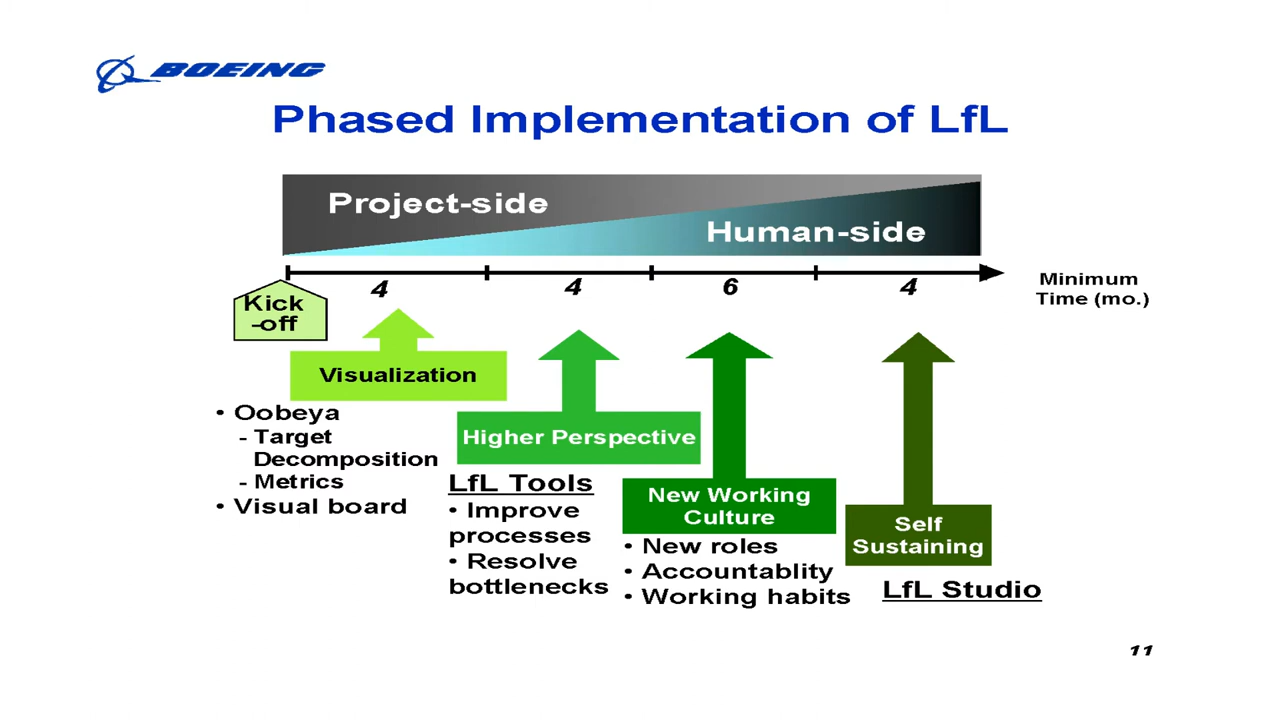 BOEING
Phased Implementation of LfL
Project-side
Human-side
4
4
6
4
Minimum
Time (mo.)
Kick
-off
Visualization
• Oobeya
- Target
Decomposition
- Metrics
• Visual board
Higher Perspective
LfL Tools
• Improve
processes
• Resolve
bottlenecks
New Working
Culture
• New roles
• Accountablity
• Working habits
Self
Sustaining
LfL Studio
11